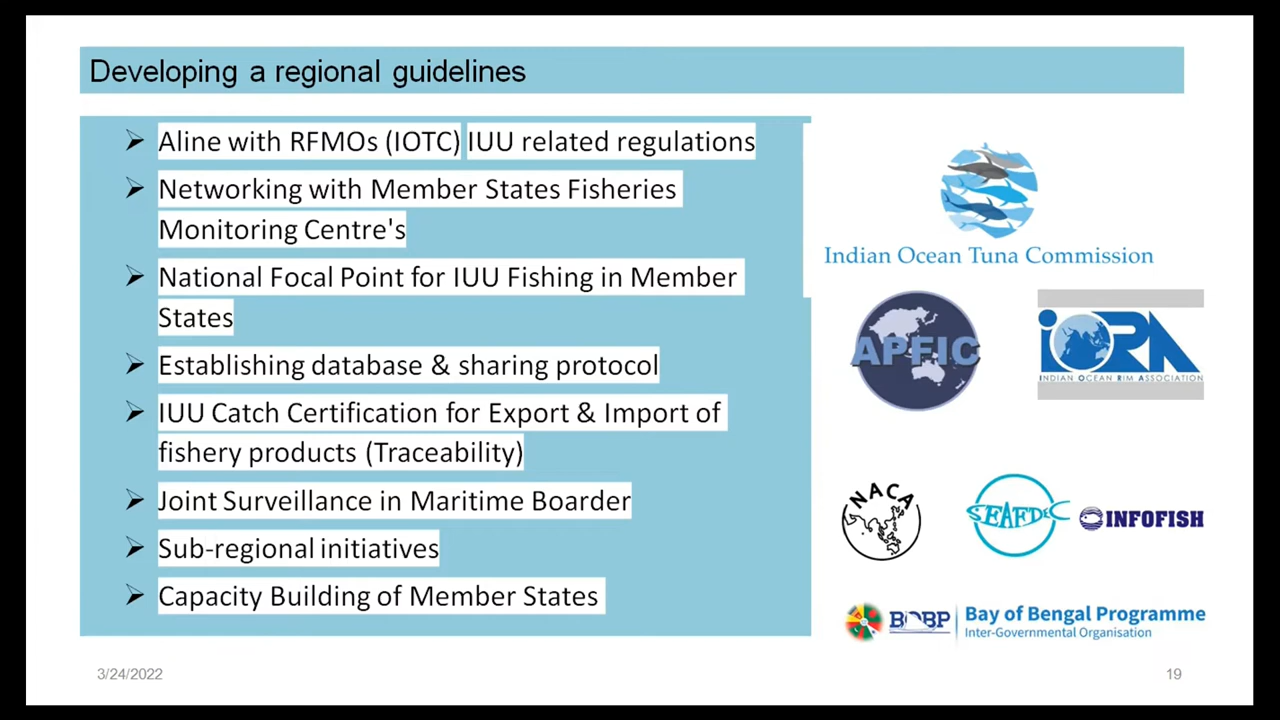 Developing a regional guidelines
Aline with RFMOs (IOTC) IUU related regulations
Networking with Member States Fisheries
Monitoring Centre's
National Focal Point for IUU Fishing in Member
States
Establishing database & sharing protocol
IUU Catch Certification for Export & Import of
fishery products (Traceability)
Joint Surveillance in Maritime Boarder
Sub-regional initiatives
Capacity Building of Member States
Indian Ocean Tuna Commission
APFIC
iORA
INDIAN OCEAN RIM ASSOCIATION
NACA
SEAFDEC
INFOFISH
BOBP
Bay of Bengal Programme
Inter-Governmental Organisation
3/24/2022
19